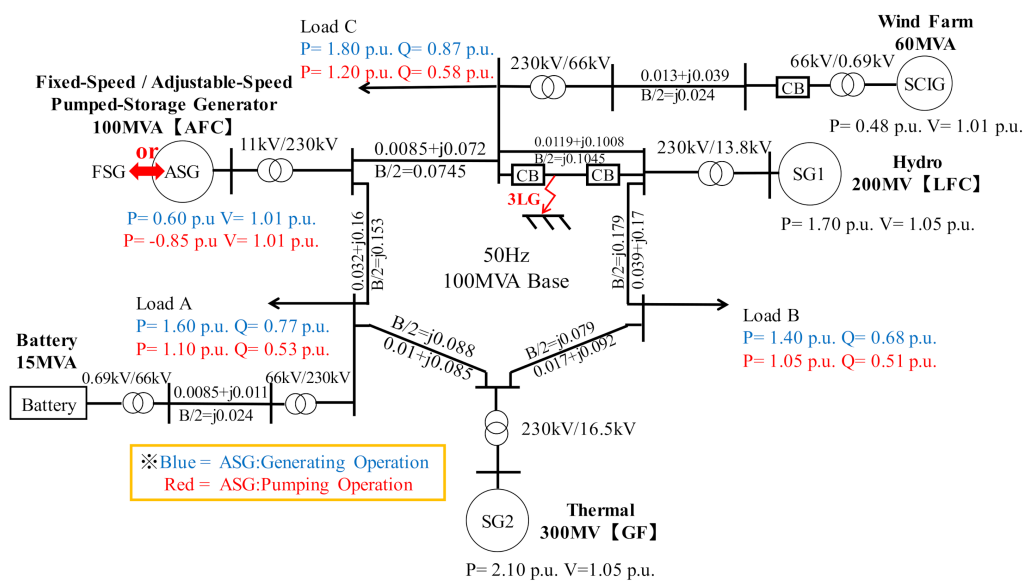 Load C
P= 1.80 p.u. Q= 0.87 p.u.
P= 1.20 p.u. Q= 0.58 p.u.
Wind Farm
60MVA
230kV/66kV
0.013+j0.039
B/2=j0.024
66kV/0.69kV
CB
SCIG
P= 0.48 p.u. V= 1.01 p.u.
Fixed-Speed / Adjustable-Speed
Pumped-Storage Generator
100MVA【AFC】
or
FSG
ASG
11kV/230kV
0.0085+j0.072
B/2=0.0745
0.0119+j0.1008
B/2=j0.1045
CB
CB
3LG
230kV/13.8kV
SG1
Hydro
200MV【LFC】
P= 1.70 p.u. V= 1.05 p.u.
P= 0.60 p.u V= 1.01 p.u.
P= -0.85 p.u V= 1.01 p.u.
0.032+j0.16
B/2=j0.153
50Hz
100MVA Base
B/2=j0.179
0.039+j0.17
Load A
P= 1.60 p.u. Q= 0.77 p.u.
P= 1.10 p.u. Q= 0.53 p.u.
Load B
P= 1.40 p.u. Q= 0.68 p.u.
P= 1.05 p.u. Q= 0.51 p.u.
B/2=j0.088
0.01+j0.085
B/2=j0.079
0.017+j0.092
Battery
15MVA
Battery
0.69kV/66kV
0.0085+j0.011
B/2=j0.024
66kV/230kV
230kV/16.5kV
※Blue = ASG:Generating Operation
Red = ASG:Pumping Operation
SG2
Thermal
300MV【GF】
P= 2.10 p.u. V=1.05 p.u.